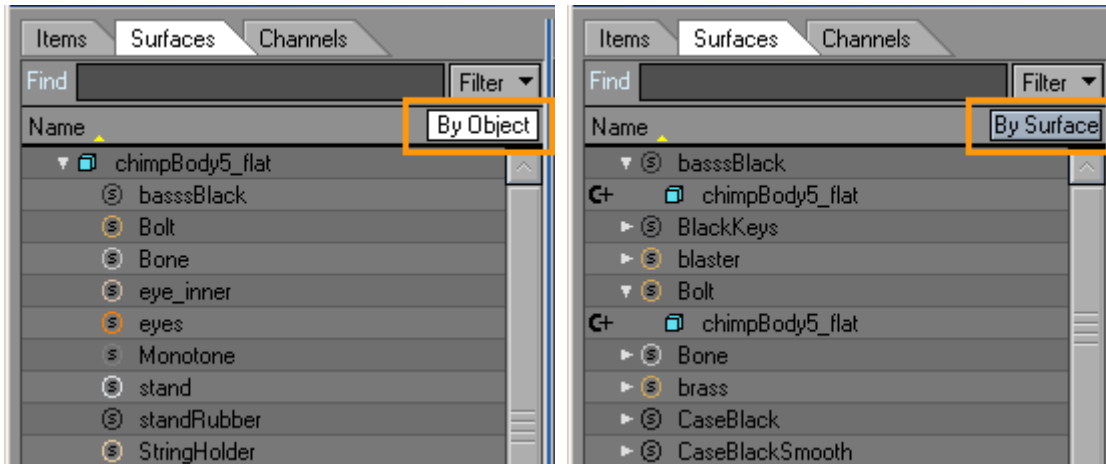 Items Surfaces Channels
Find Filter
Name By Object
chimpBody5_flat
basssBlack
Bolt
Bone
eye_inner
eyes
Monotone
stand
standRubber
StringHolder
Items Surfaces Channels
Find Filter
Name By Surface
basssBlack
C+ chimpBody5_flat
BlackKeys
blaster
Bolt
C+ chimpBody5_flat
Bone
brass
CaseBlack
CaseBlackSmooth